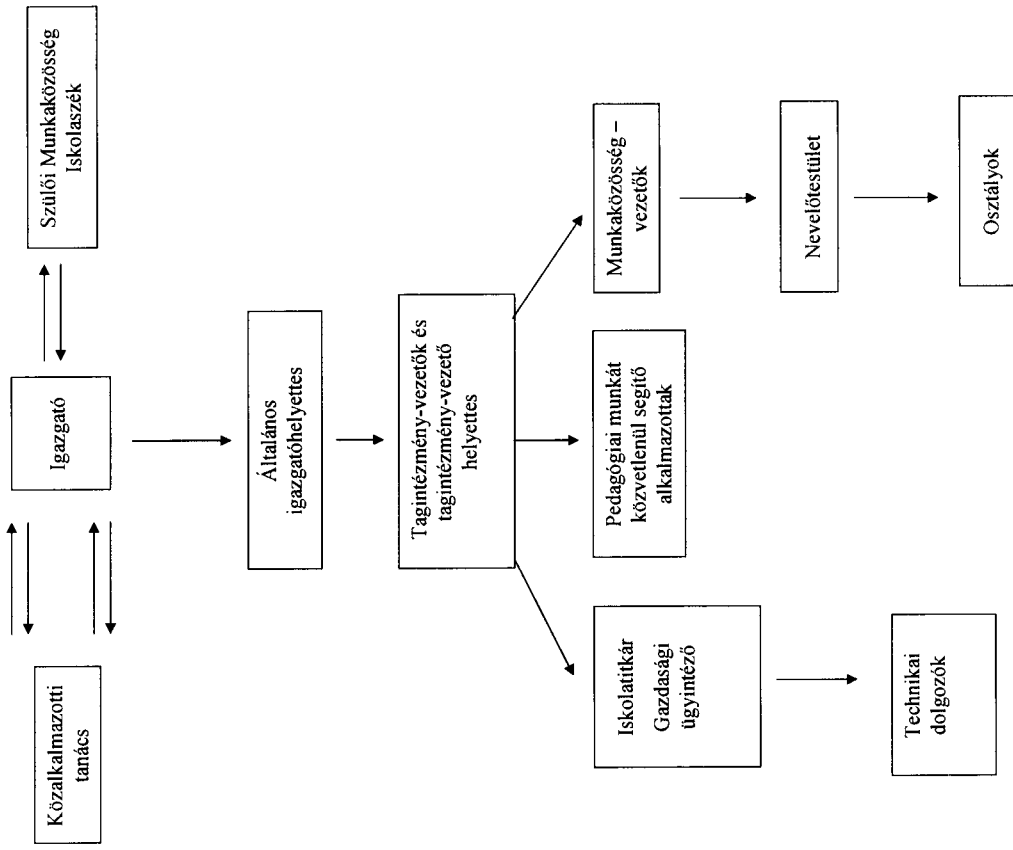 Közalkalmazotti
tanács
Igazgató
Szülői Munkaközösség
Iskolaszék
Általános
igazgatóhelyettes
Tagintézmény-vezetők és
tagintézmény-vezető
helyettes
Iskolatitkár
Gazdasági
ügyintéző
Pedagógiai munkát
közvetlenül segítő
alkalmazottak
Munkaközösség –
vezetők
Nevelőtestület
Technikai
dolgozók
Osztályok